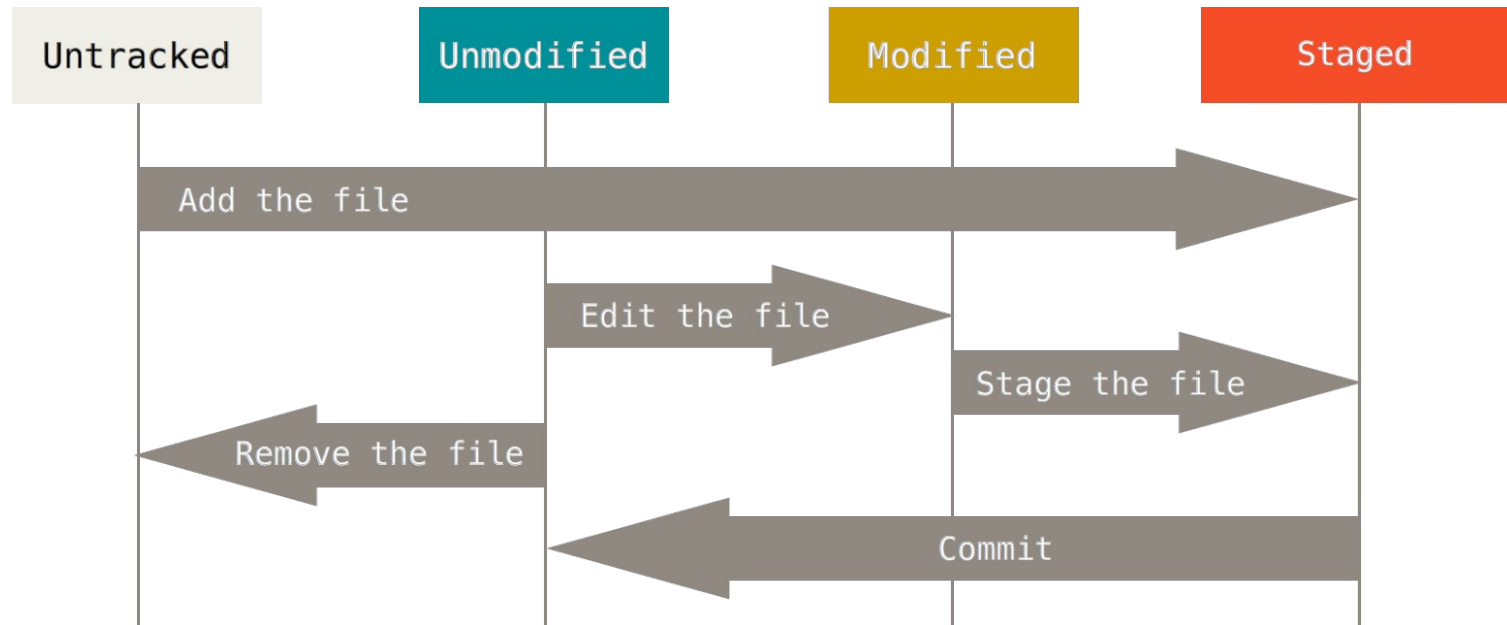 Untracked
Unmodified
Modified
Staged
Add the file
Edit the file
Stage the file
Remove the file
Commit